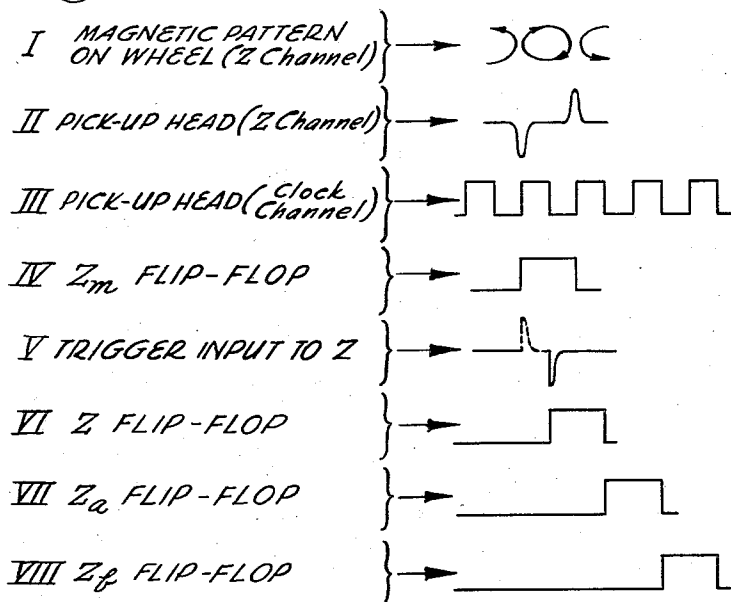 I MAGNETIC PATTERN
ON WHEEL (Z Channel)
II PICK-UP HEAD (Z Channel)
III PICK-UP HEAD (Clock
Channel)
IV Zm FLIP-FLOP
V TRIGGER INPUT TO Z
VI Z FLIP-FLOP
VII Za FLIP-FLOP
VIII Zf FLIP-FLOP